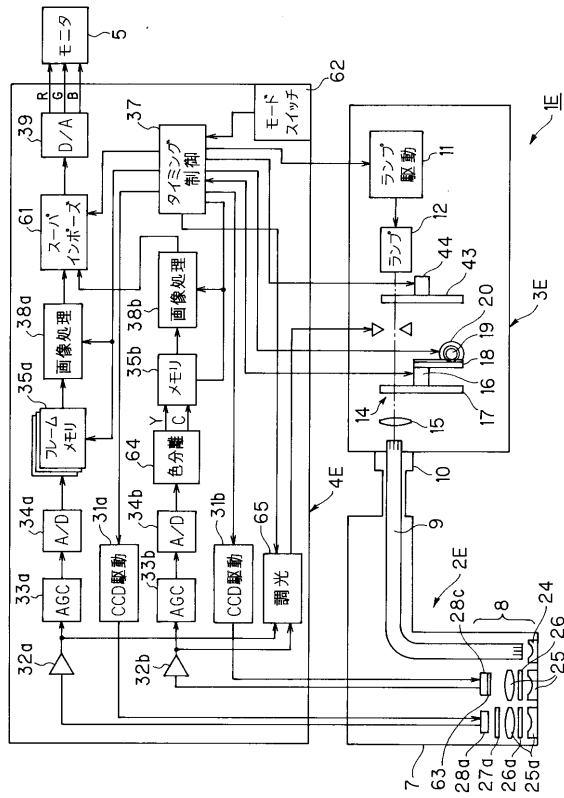 モニタ
5
R
G
B
39
D/A
61
スーパ
インポーズ
38a
画像処理
35a
フレーム
メモリ
34a
A/D
33a
AGC
32a
37
タイミング
制御
62
モード
スイッチ
31a
CCD駆動
38b
画像処理
35b
メモリ
Y
C
64
色分離
34b
A/D
33b
AGC
32b
31b
CCD駆動
65
調光
4E
ランプ
駆動
11
12
ランプ
44
43
20
19
18
16
17
14
15
3E
1E
10
9
2E
28c
8
24
26
25
63
28a
27a
26a
25a
7